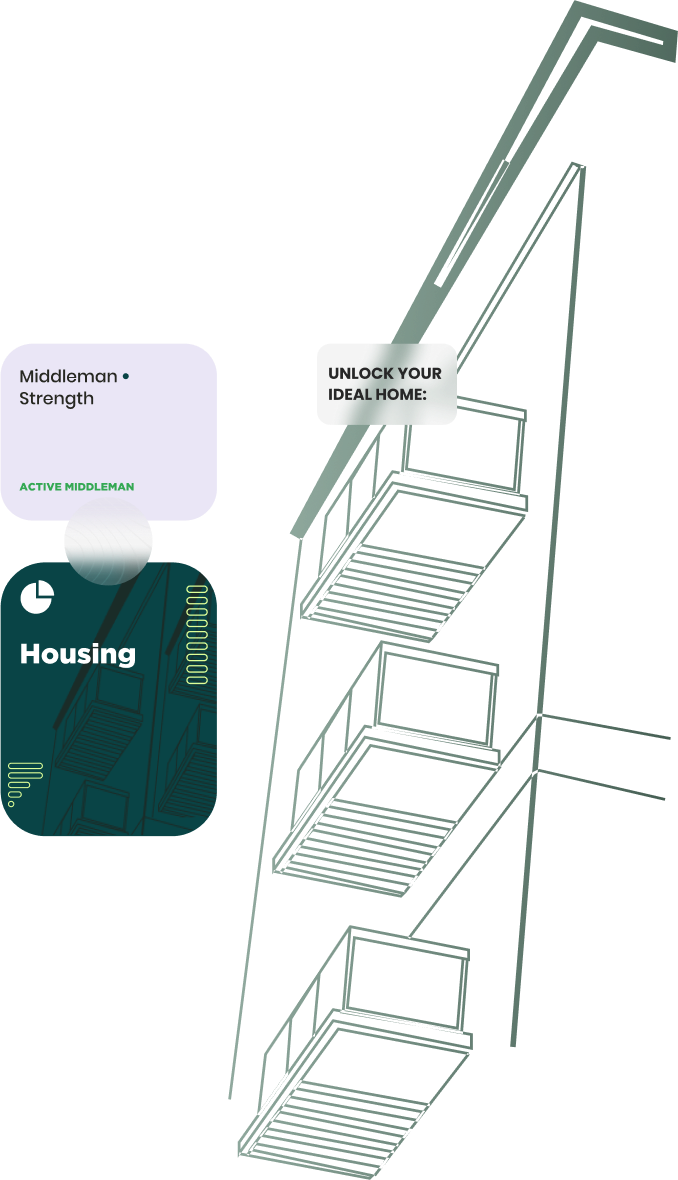 UNLOCK YOUR
IDEAL HOME:
Middleman •
Strength
ACTIVE MIDDLEMAN
Housing